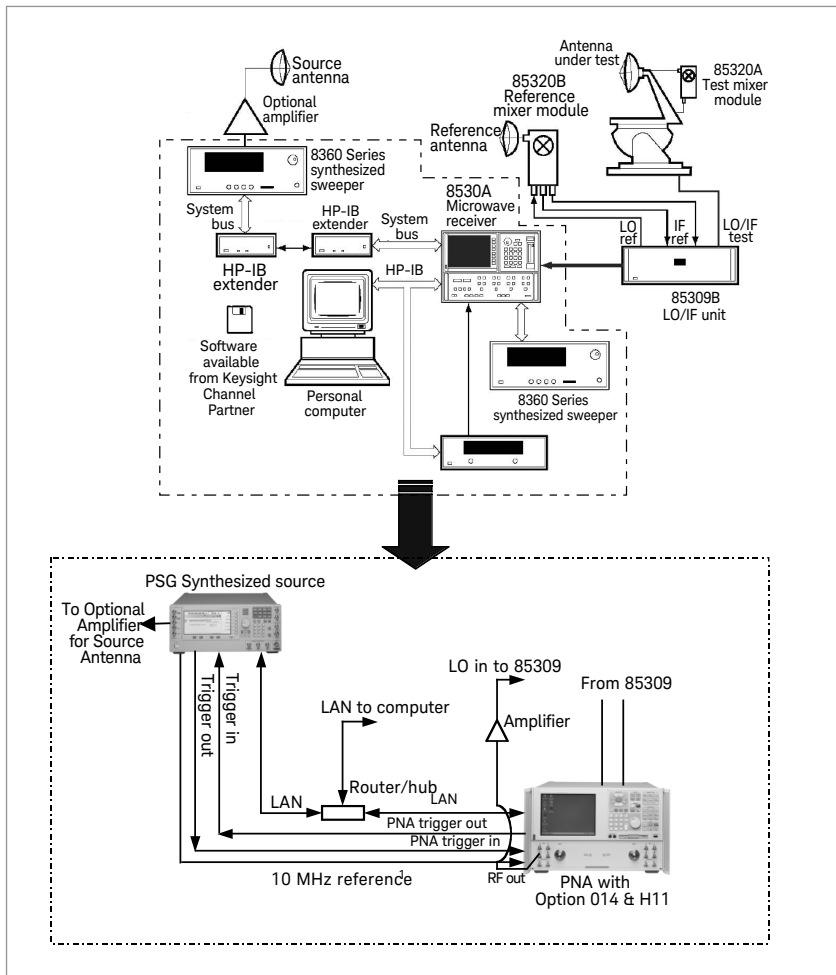 Source
antenna
Optional
amplifier
8360 Series
synthesized
sweeper
85320B
Reference
mixer module
Reference
antenna
Antenna
under test
85320A
Test mixer
module
8530A
Microwave
receiver
System
bus
HP-IB
extender
System
bus
HP-IB
extender
HP-IB
LO
ref
IF
ref
LO/IF
test
85309B
LO/IF unit
Software
available
from Keysight
Channel
Partner
Personal
computer
8360 Series
synthesized sweeper
PSG Synthesized source
To Optional
Amplifier
for Source
Antenna
Trigger out
Trigger in
LO in to 85309
From 85309
LAN to computer
Amplifier
Router/hub
LAN
LAN
PNA trigger out
PNA trigger in
10 MHz reference1
RF out
PNA with
Option 014 & H11